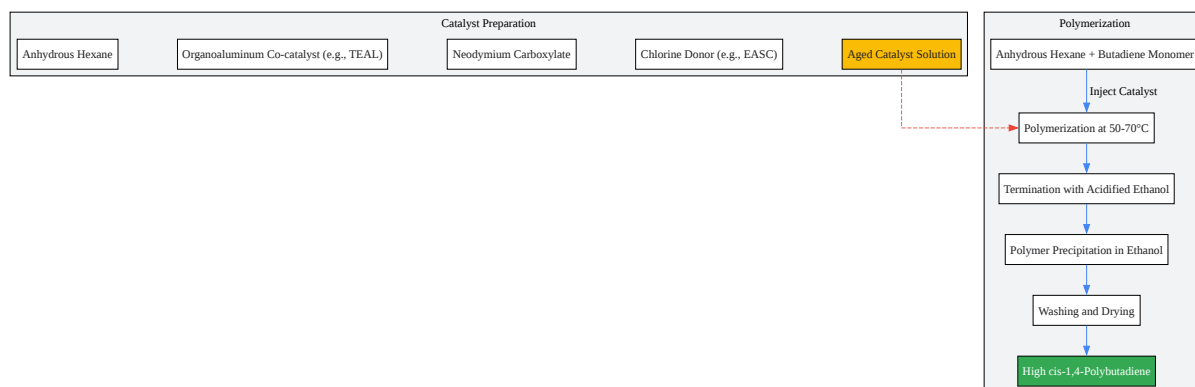 Catalyst Preparation
Anhydrous Hexane
Organoaluminum Co-catalyst (e.g., TEAL)
Neodymium Carboxylate
Chlorine Donor (e.g., EASC)
Aged Catalyst Solution
Polymerization
Anhydrous Hexane + Butadiene Monomer
Inject Catalyst
Polymerization at 50-70°C
Termination with Acidified Ethanol
Polymer Precipitation in Ethanol
Washing and Drying
High cis-1,4-Polybutadiene